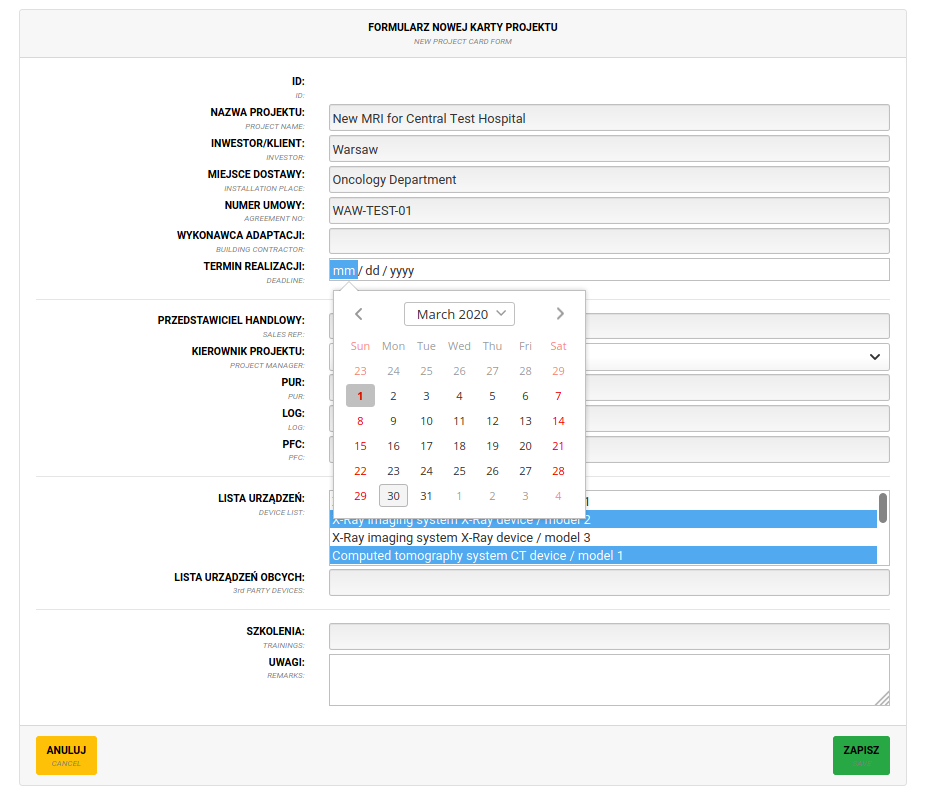 FORMULARZ NOWEJ KARTY PROJEKTU
NEW PROJECT CARD FORM
ID:
ID:
NAZWA PROJEKTU:
PROJECT NAME:
New MRI for Central Test Hospital
INWESTOR/KLIENT:
INVESTOR:
Warsaw
MIEJSCE DOSTAWY:
INSTALLATION PLACE:
Oncology Department
NUMER UMOWY:
AGREEMENT NO:
WAW-TEST-01
WYKONAWCA ADAPTACJI:
BUILDING CONTRACTOR:
TERMIN REALIZACJI:
DEADLINE:
mm / dd / yyyy
March 2020
Sun Mon Tue Wed Thu Fri Sat
23 24 25 26 27 28 29
1 2 3 4 5 6 7
8 9 10 11 12 13 14
15 16 17 18 19 20 21
22 23 24 25 26 27 28
29 30 31 1 2 3 4
PRZEDSTAWICIEL HANDLOWY:
SALES REP.:
KIEROWNIK PROJEKTU:
PROJECT MANAGER:
PUR:
PUR:
LOG:
LOG:
PFC:
PFC:
LISTA URZĄDZEŃ:
DEVICE LIST:
1
X-Ray imaging system X-Ray device / model 2
X-Ray imaging system X-Ray device / model 3
Computed tomography system CT device / model 1
LISTA URZĄDZEŃ OBCYCH:
3rd PARTY DEVICES:
SZKOLENIA:
TRAININGS:
UWAGI:
REMARKS:
ANULUJ
CANCEL
ZAPISZ